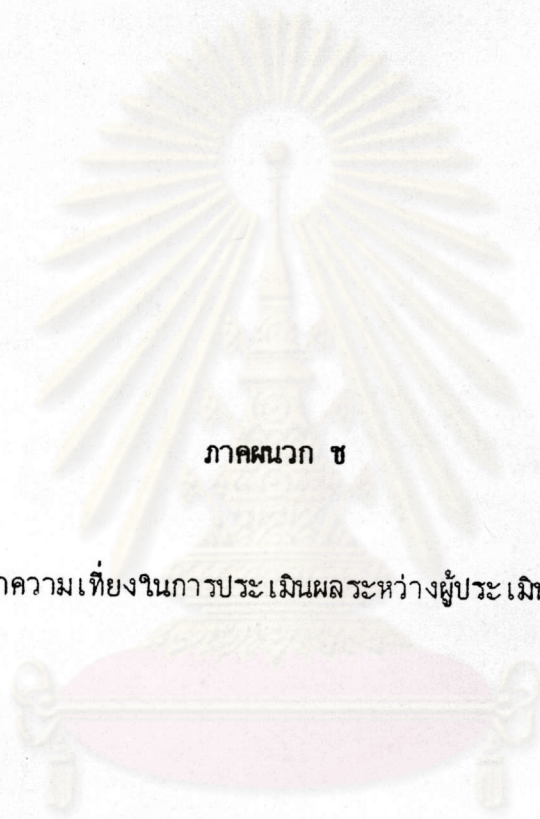 ภาคผนวก ช
ความเที่ยงในการประเมินผลระหว่างผู้ประเมิน